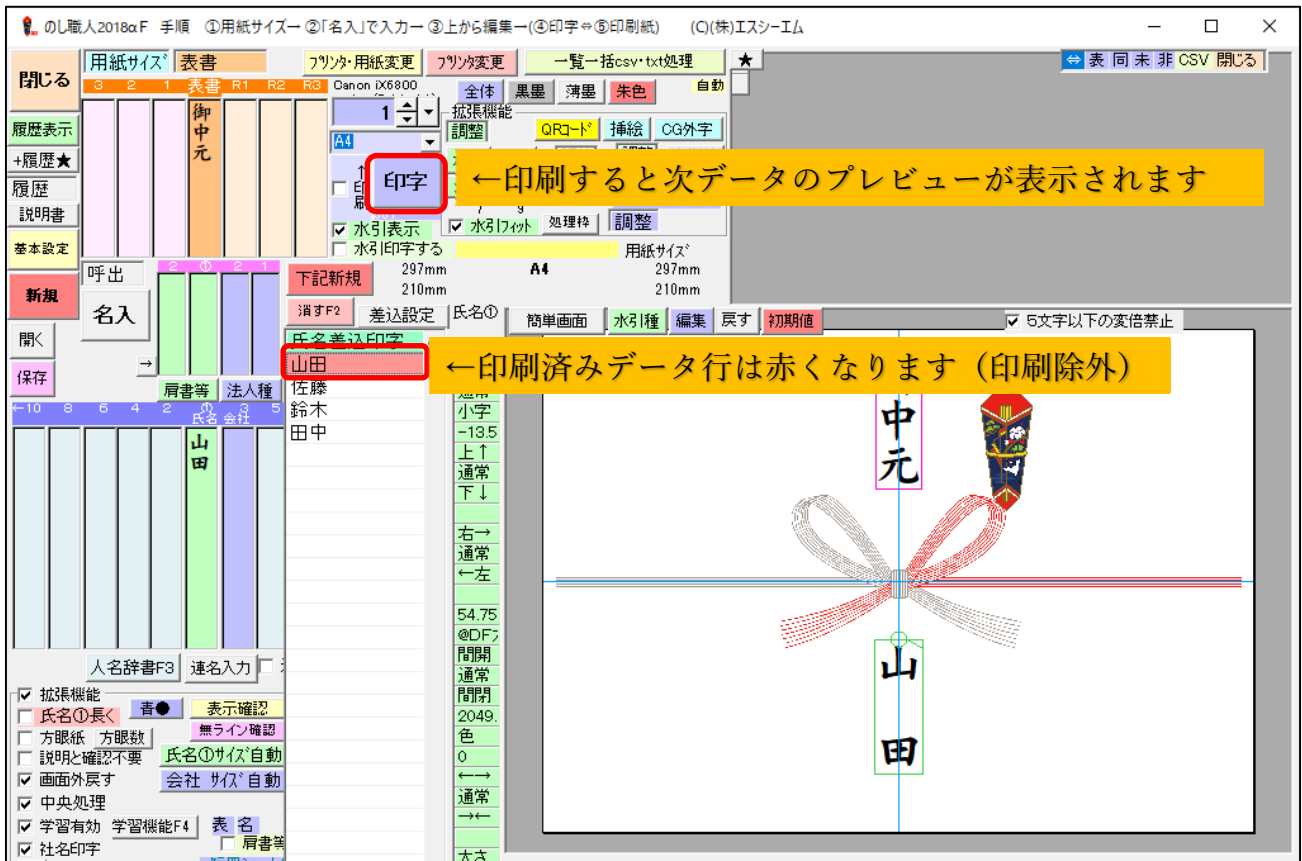 のし職人2018αF 手順 ①用紙サイズ→ ②「名入」で入力→ ③上から編集→(④印字⇔⑤印刷紙) (C)(株)エスシーエム
閉じる
用紙サイズ 表書
プリンタ・用紙変更 プリンタ変更 一覧一括csv・txt処理 ★
⇔ 表 同 未 非 CSV 閉じる
3 2 1 表書 R1 R2 R3
Canon iX6800
全体 黒墨 薄墨 朱色 自動
御中元
1
拡張機能
履歴表示
調整 QRコード 挿絵 CG外字
A4
+履歴★
印字
←印刷すると次データのプレビューが表示されます
履歴
説明書
水引表示 水引フィット 処理枠 調整
基本設定
水引印字する
用紙サイズ
297mm A4 297mm
210mm 210mm
呼出
2 ① 2 1
下記新規
新規
名入
消すF2 差込設定 氏名①
簡単画面 水引種 編集 戻す 初期値 5文字以下の変倍禁止
開く
氏名差込印字
→
山田
←印刷済みデータ行は赤くなります（印刷除外）
保存
肩書等 法人種
佐藤
鈴木
田中
←10 8 6 4 2 ① 3 5
氏名 会社
山田
通常
小字
-13.5
上↑
通常
下↓
右→
通常
←左
54.75
間開
通常
間閉
2049.
色
0
←→
通常
→←
太さ
中元
山田
人名辞書F3 連名入力
拡張機能
氏名①長く 青● 表示確認
方眼紙 方眼数 無ライン確認
説明と確認不要 氏名①サイズ自動
画面外戻す 会社 サイズ自動
中央処理
学習有効 学習機能F4 表 名
社名印字 肩書等